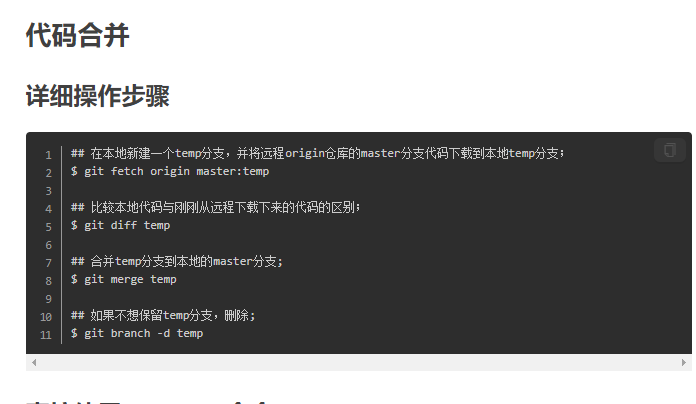 代码合并
详细操作步骤
1 ## 在本地新建一个temp分支，并将远程origin仓库的master分支代码下载到本地temp分支；
2 $ git fetch origin master:temp
3
4 ## 比较本地代码与刚刚从远程下载下来的代码的区别；
5 $ git diff temp
6
7 ## 合并temp分支到本地的master分支;
8 $ git merge temp
9
10 ## 如果不想保留temp分支，删除;
11 $ git branch -d temp